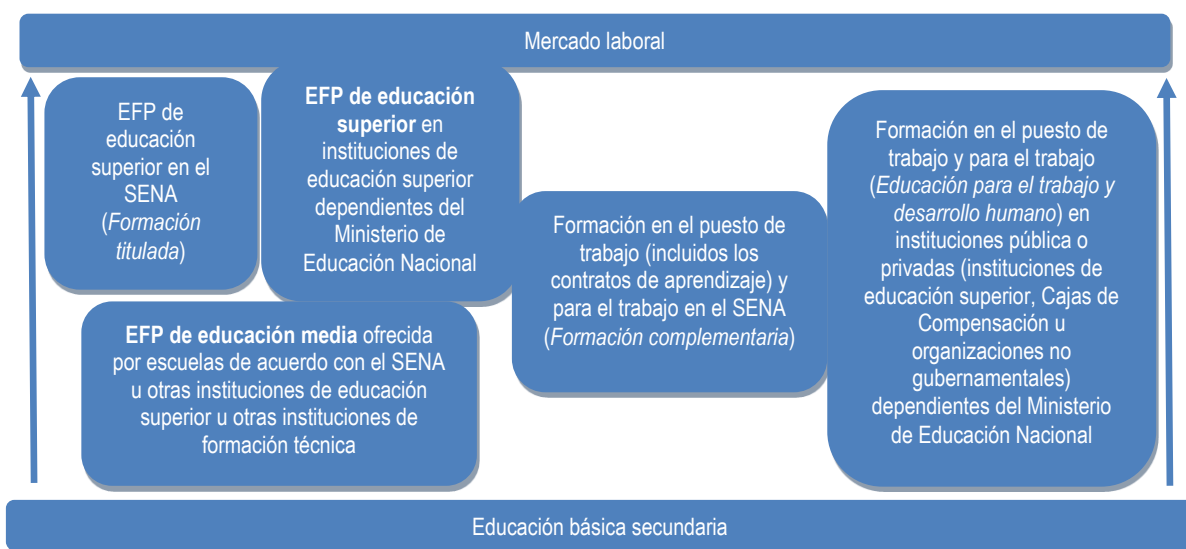 Mercado laboral
EFP de
educación
superior en el
SENA
(Formación
titulada)
EFP de educación
superior en
instituciones de
educación superior
dependientes del
Ministerio de
Educación Nacional
EFP de educación media ofrecida
por escuelas de acuerdo con el SENA
u otras instituciones de educación
superior u otras instituciones de
formación técnica
Formación en el puesto de
trabajo (incluidos los
contratos de aprendizaje) y
para el trabajo en el SENA
(Formación complementaria)
Formación en el puesto de
trabajo y para el trabajo
(Educación para el trabajo y
desarrollo humano) en
instituciones pública o
privadas (instituciones de
educación superior, Cajas de
Compensación u
organizaciones no
gubernamentales)
dependientes del Ministerio
de Educación Nacional
Educación básica secundaria